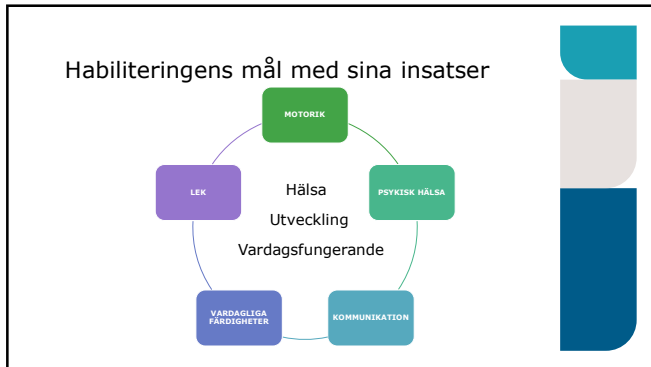 Habiliteringens mål med sina insatser
MOTORIK
LEK
Hälsa
PSYKISK HÄLSA
Utveckling
Vardagsfungerande
VARDAGLIGA
FÄRDIGHETER
KOMMUNIKATION